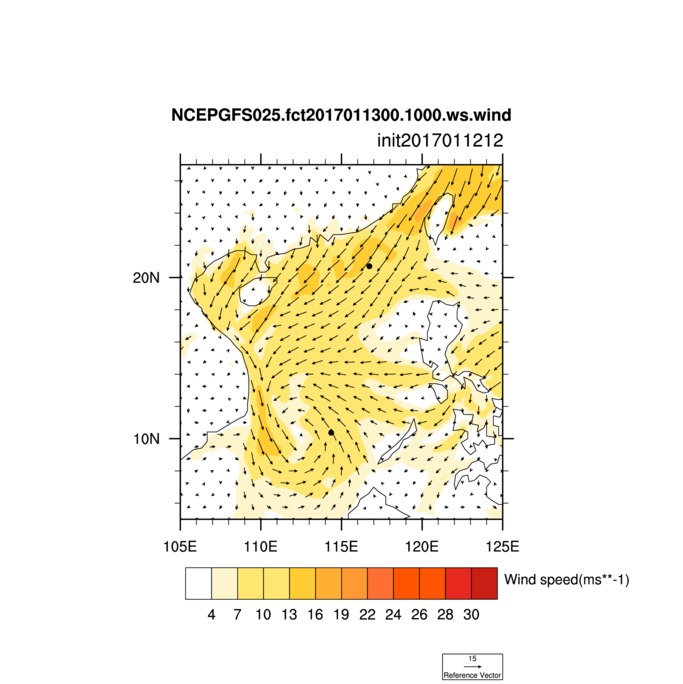 NCEPGFS025.fct2017011300.1000.ws.wind
init2017011212
20N
10N
105E 110E 115E 120E 125E
Wind speed(ms**-1)
4 7 10 13 16 19 22 24 26 28 30
15
Reference Vector